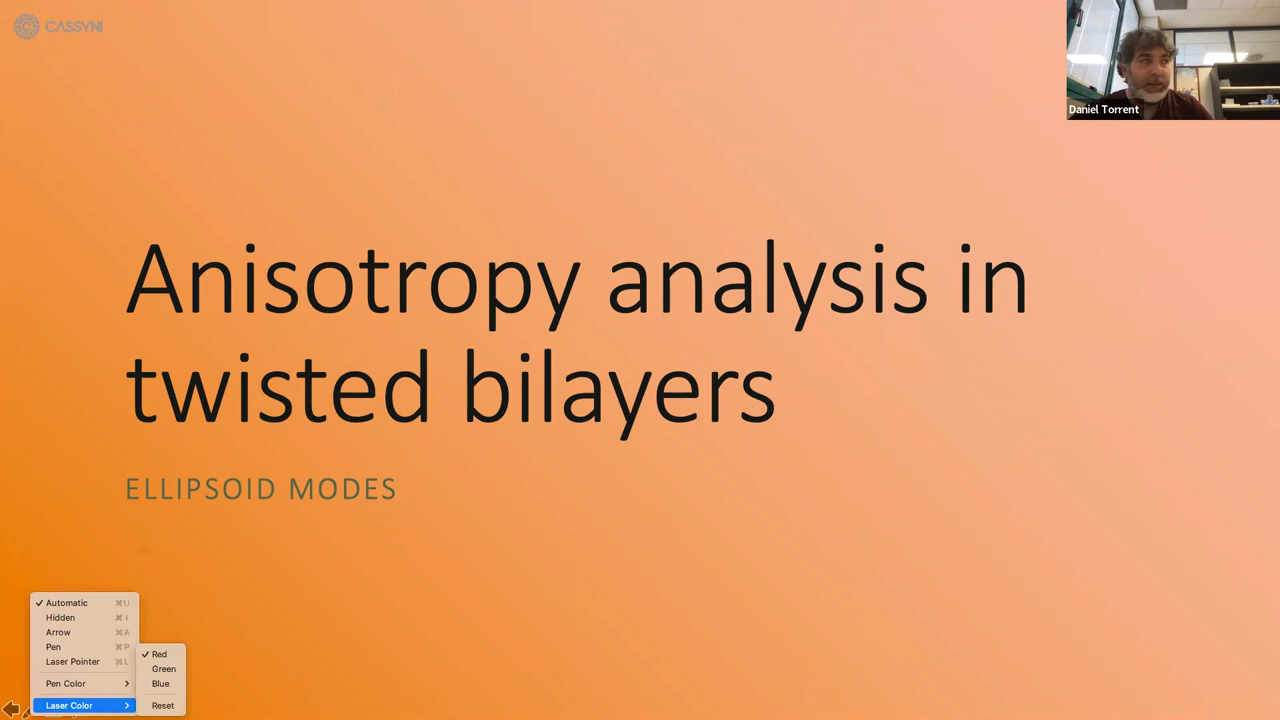 CASSYNI
Daniel Torrent
Anisotropy analysis in
twisted bilayers
ELLIPSOID MODES
Automatic ⌘U
Hidden ⌘I
Arrow ⌘A
Pen ⌘P
Laser Pointer ⌘L
Pen Color
Laser Color
Red
Green
Blue
Reset